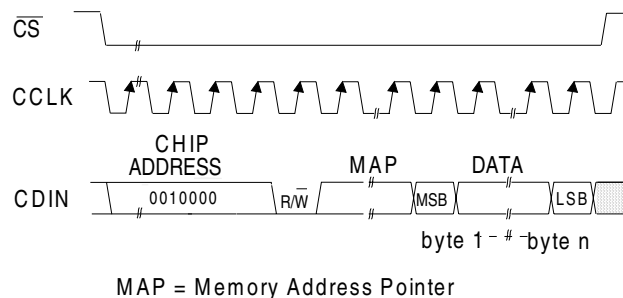 CS
CCLK
CHIP
ADDRESS
MAP
DATA
CDIN
0010000
R/W
MSB
LSB
byte 1
byte n
MAP = Memory Address Pointer